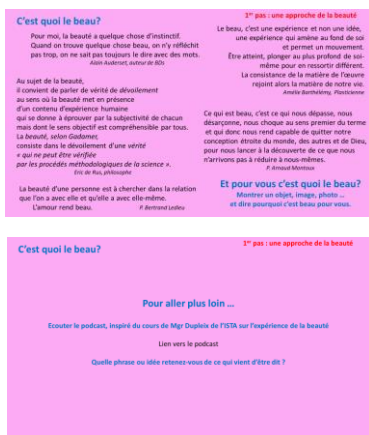 1er pas : une approche de la beauté
C'est quoi le beau?
Pour moi, la beauté a quelque chose d'instinctif.
Quand on trouve quelque chose beau, on n'y réfléchit
pas trop, on ne sait pas toujours le dire avec des mots.
Alain Auderset, auteur de BDs
Au sujet de la beauté,
il convient de parler de vérité de dévoilement
au sens où la beauté met en présence
d'un contenu d'expérience humaine
qui se donne à éprouver par la subjectivité de chacun
mais dont le sens objectif est compréhensible par tous.
La beauté, selon Gadamer,
consiste dans le dévoilement d'une vérité
« qui ne peut être vérifiée
par les procédés méthodologiques de la science ».
Eric de Rus, philosophe
La beauté d'une personne est à chercher dans la relation
que l'on a avec elle et qu'elle a avec elle-même.
L'amour rend beau. P. Bertrand Ledieu
Le beau, c'est une expérience et non une idée,
une expérience qui amène au fond de soi
et permet un mouvement.
Être atteint, plonger au plus profond de soi-
même pour en ressortir différent.
La consistance de la matière de l'œuvre
rejoint alors la matière de notre vie.
Amélie Barthélémy, Plasticienne
Ce qui est beau, c'est ce qui nous dépasse, nous
désarçonne, nous choque au sens premier du terme
et qui donc nous rend capable de quitter notre
conception étroite du monde, des autres et de Dieu,
pour nous lancer à la découverte de ce que nous
n'arrivons pas à réduire à nous-mêmes.
P. Arnaud Montoux
Et pour vous c'est quoi le beau?
Montrer un objet, image, photo ...
et dire pourquoi c'est beau pour vous.
1er pas : une approche de la beauté
C'est quoi le beau?
Pour aller plus loin ...
Ecouter le podcast, inspiré du cours de Mgr Dupleix de l'ISTA sur l'expérience de la beauté
Lien vers le podcast
Quelle phrase ou idée retenez-vous de ce qui vient d'être dit ?